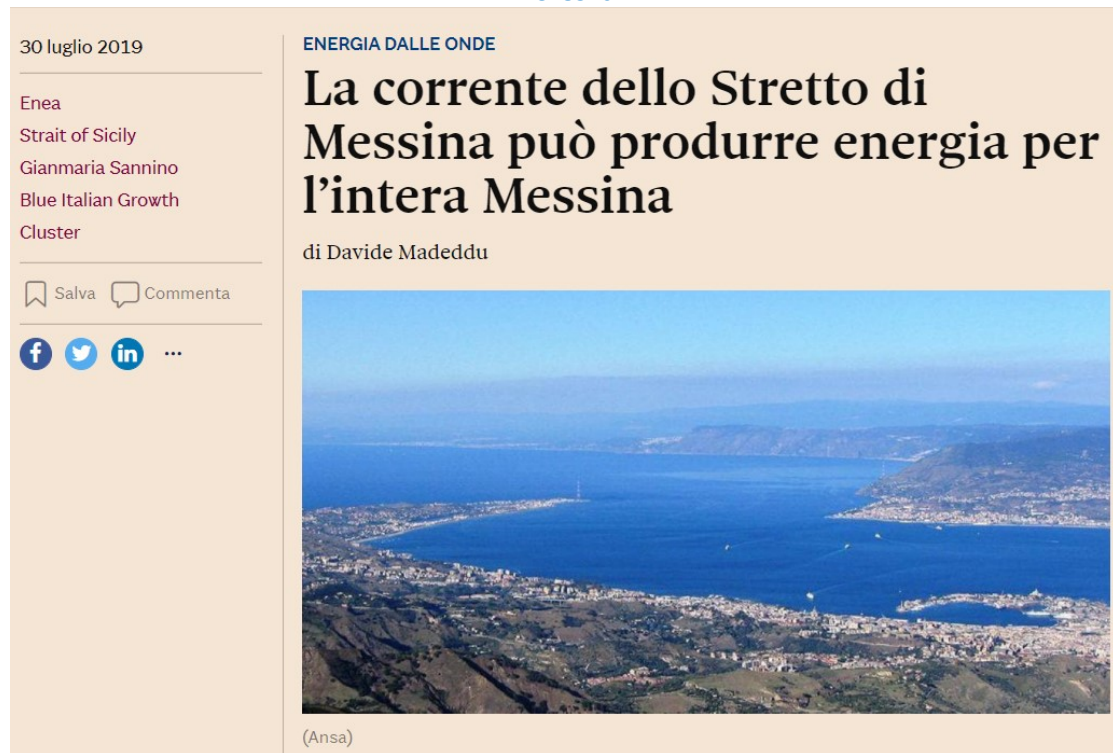 30 luglio 2019
Enea
Strait of Sicily
Gianmaria Sannino
Blue Italian Growth
Cluster
Salva
Commenta
ENERGIA DALLE ONDE
La corrente dello Stretto di
Messina può produrre energia per
l’intera Messina
di Davide Madeddu
(Ansa)